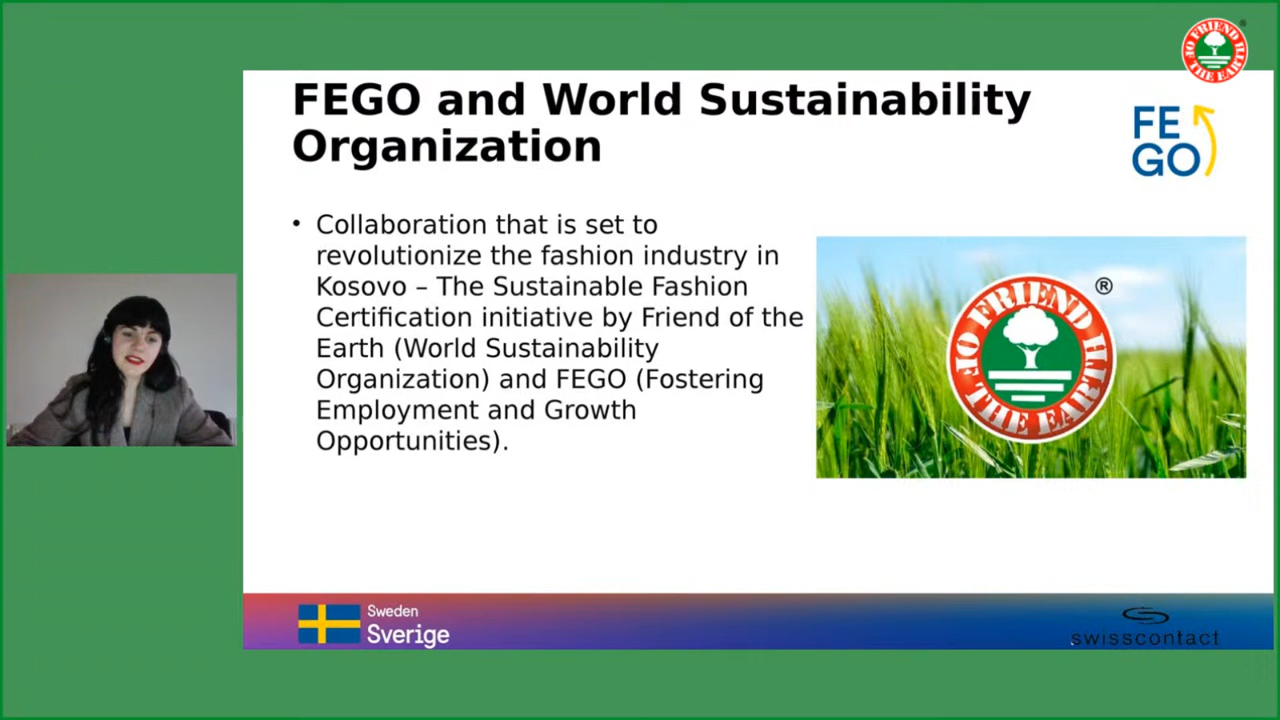 FRIEND OF THE EARTH
®
FEGO and World Sustainability
Organization
FE
GO
• Collaboration that is set to
revolutionize the fashion industry in
Kosovo – The Sustainable Fashion
Certification initiative by Friend of the
Earth (World Sustainability
Organization) and FEGO (Fostering
Employment and Growth
Opportunities).
FRIEND OF THE EARTH
®
Sweden
Sverige
swisscontact